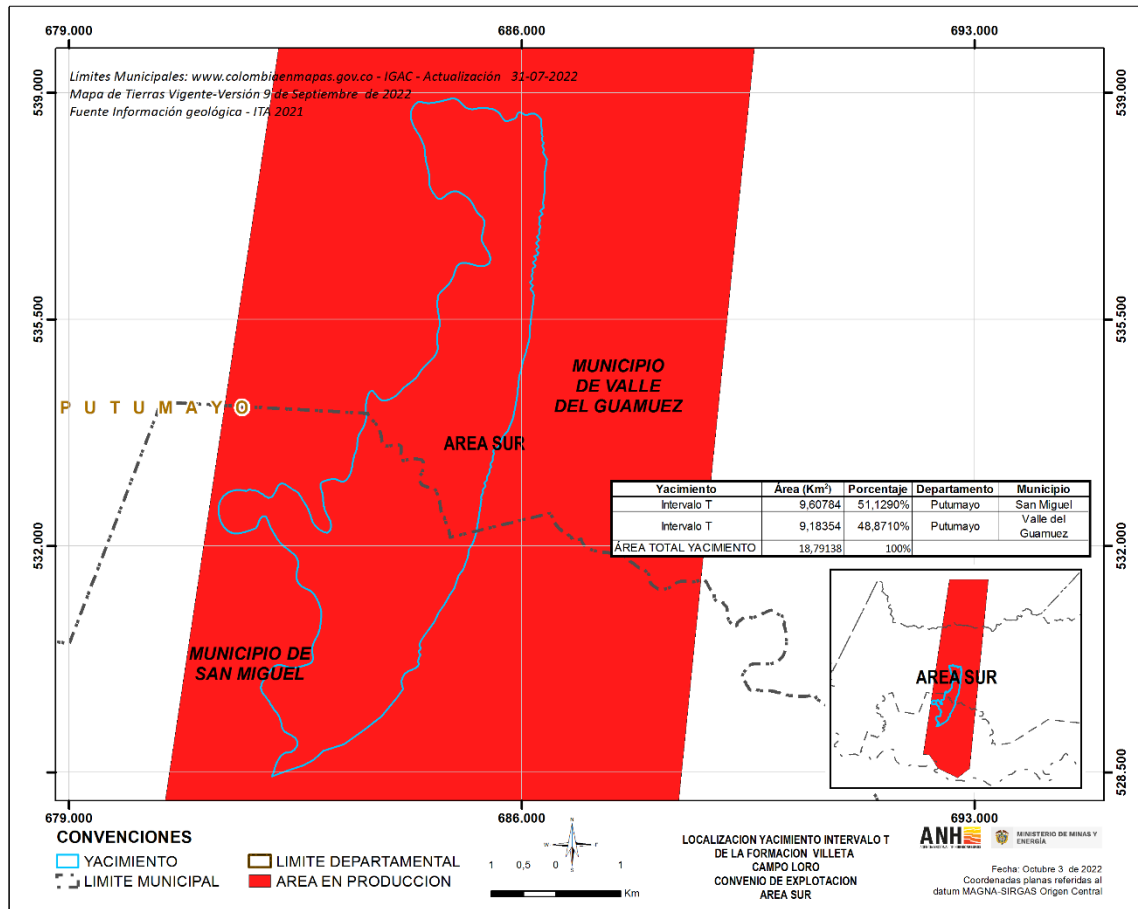 679.000 686.000 693.000
Límites Municipales: www.colombiaenmapas.gov.co - IGAC - Actualización 31-07-2022
Mapa de Tierras Vigente-Versión 9 de Septiembre de 2022
Fuente Información geológica - ITA 2021
539.000 539.000
535.500 535.500
MUNICIPIO
DE VALLE
DEL GUAMUEZ
PUTUMAYO
AREA SUR
Yacimiento Área (Km²) Porcentaje Departamento Municipio
Intervalo T 9,60784 51,1290% Putumayo San Miguel
Intervalo T 9,18354 48,8710% Putumayo Valle del
Guamuez
ÁREA TOTAL YACIMIENTO 18,79138 100%
532.000 532.000
MUNICIPIO DE
SAN MIGUEL
AREA SUR
528.500
679.000 686.000 693.000
CONVENCIONES
YACIMIENTO
LIMITE MUNICIPAL
LIMITE DEPARTAMENTAL
AREA EN PRODUCCION
N
W
S
1 0,5 0 1
Km
LOCALIZACION YACIMIENTO INTERVALO T
DE LA FORMACION VILLETA
CAMPO LORO
CONVENIO DE EXPLOTACION
AREA SUR
ANH
MINISTERIO DE MINAS Y
ENERGÍA
Fecha: Octubre 3 de 2022
Coordenadas planas referidas al
datum MAGNA-SIRGAS Origen Central